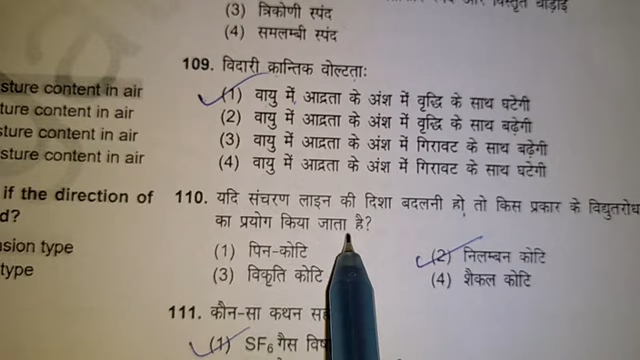 (3) त्रिकोणी स्पंद
(4) समलम्बी स्पंद
109. विदारी क्रान्तिक वोल्टताः
(1) वायु में आद्रता के अंश में वृद्धि के साथ घटेगी
(2) वायु में आद्रता के अंश में वृद्धि के साथ बढ़ेगी
(3) वायु में आद्रता के अंश में गिरावट के साथ बढ़ेगी
(4) वायु में आद्रता के अंश में गिरावट के साथ घटेगी
sture content in air
ture content in air
sture content in air
sture content in air
if the direction of
d?
nsion type
type
110. यदि संचरण लाइन की दिशा बदलनी हो, तो किस प्रकार के विद्युतरोध
का प्रयोग किया जाता है?
(1) पिन-कोटि (2) निलम्बन कोटि
(3) विकृति कोटि (4) शैकल कोटि
111. कौन-सा कथन
(1) SF6 गैस